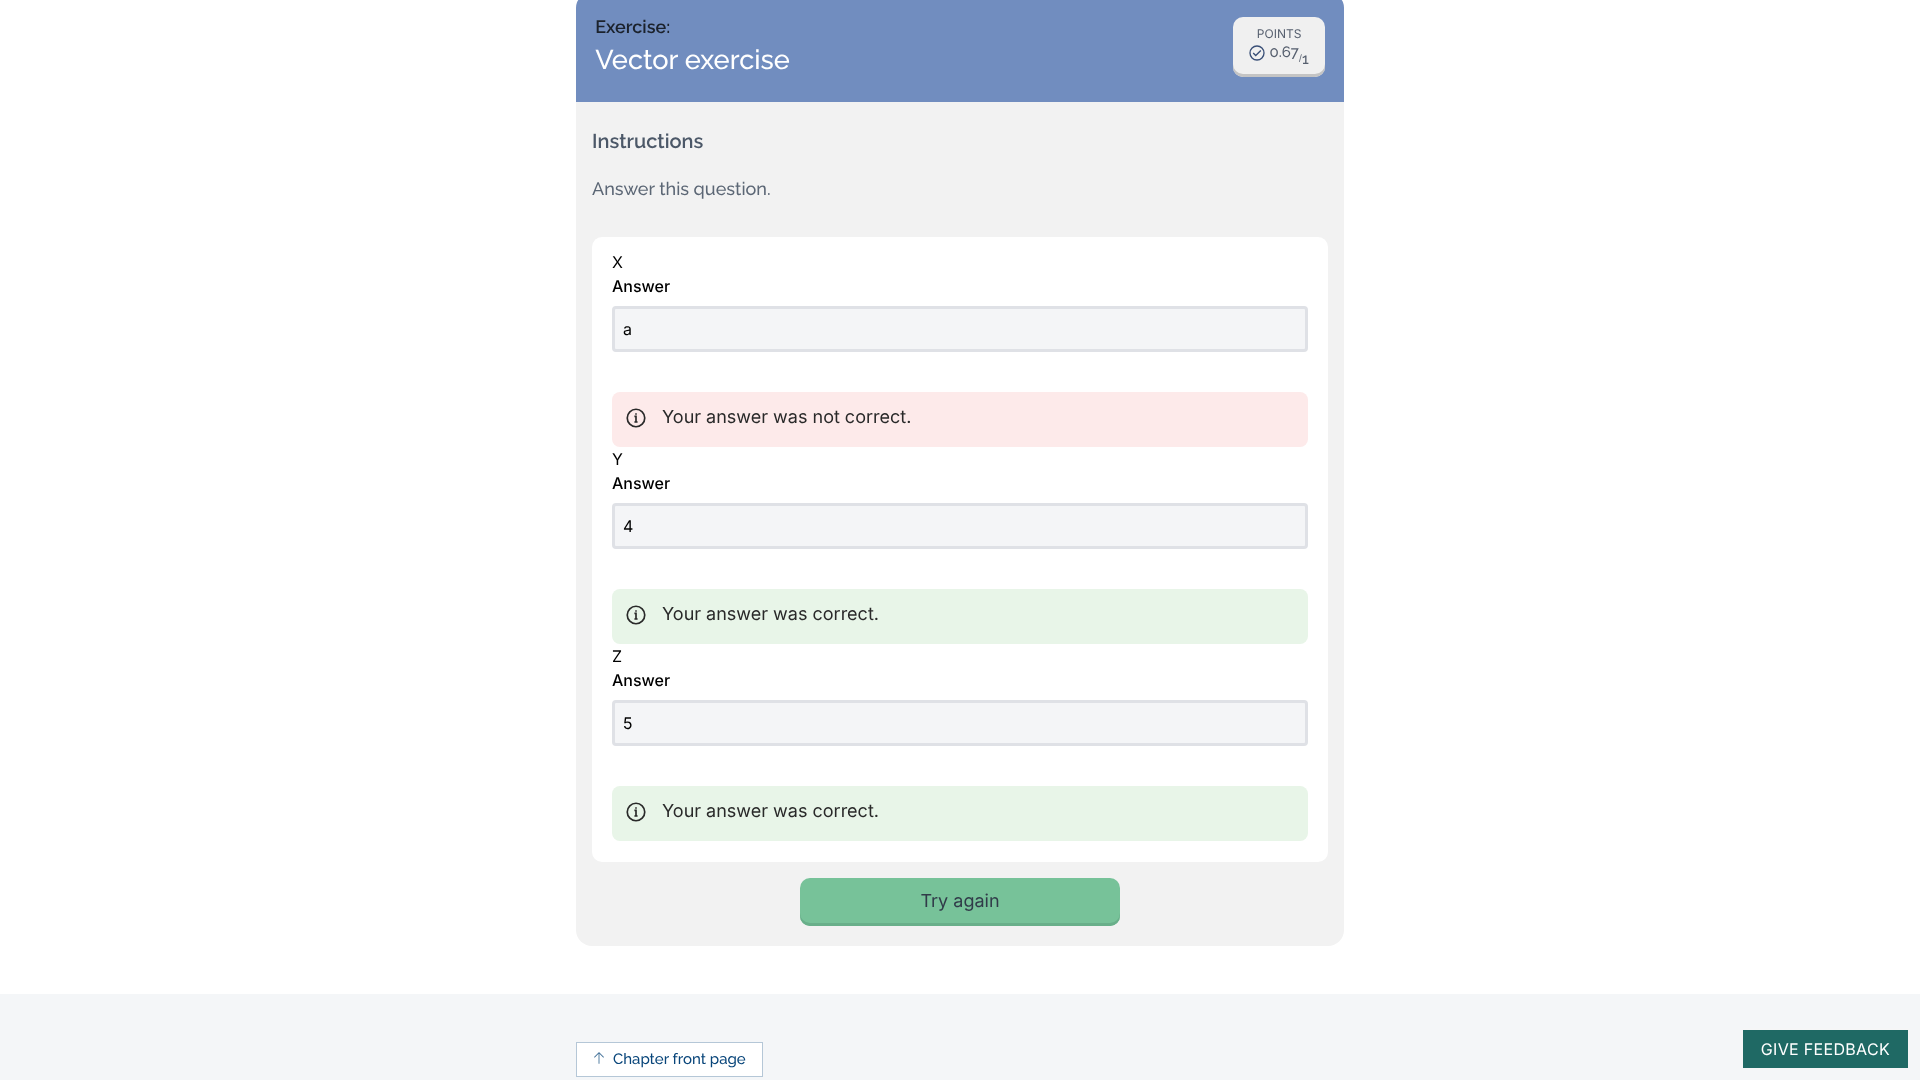 Exercise:
Vector exercise
POINTS
0.67/1
Instructions
Answer this question.
X
Answer
a
Your answer was not correct.
Y
Answer
4
Your answer was correct.
Z
Answer
5
Your answer was correct.
Try again
↑ Chapter front page
GIVE FEEDBACK